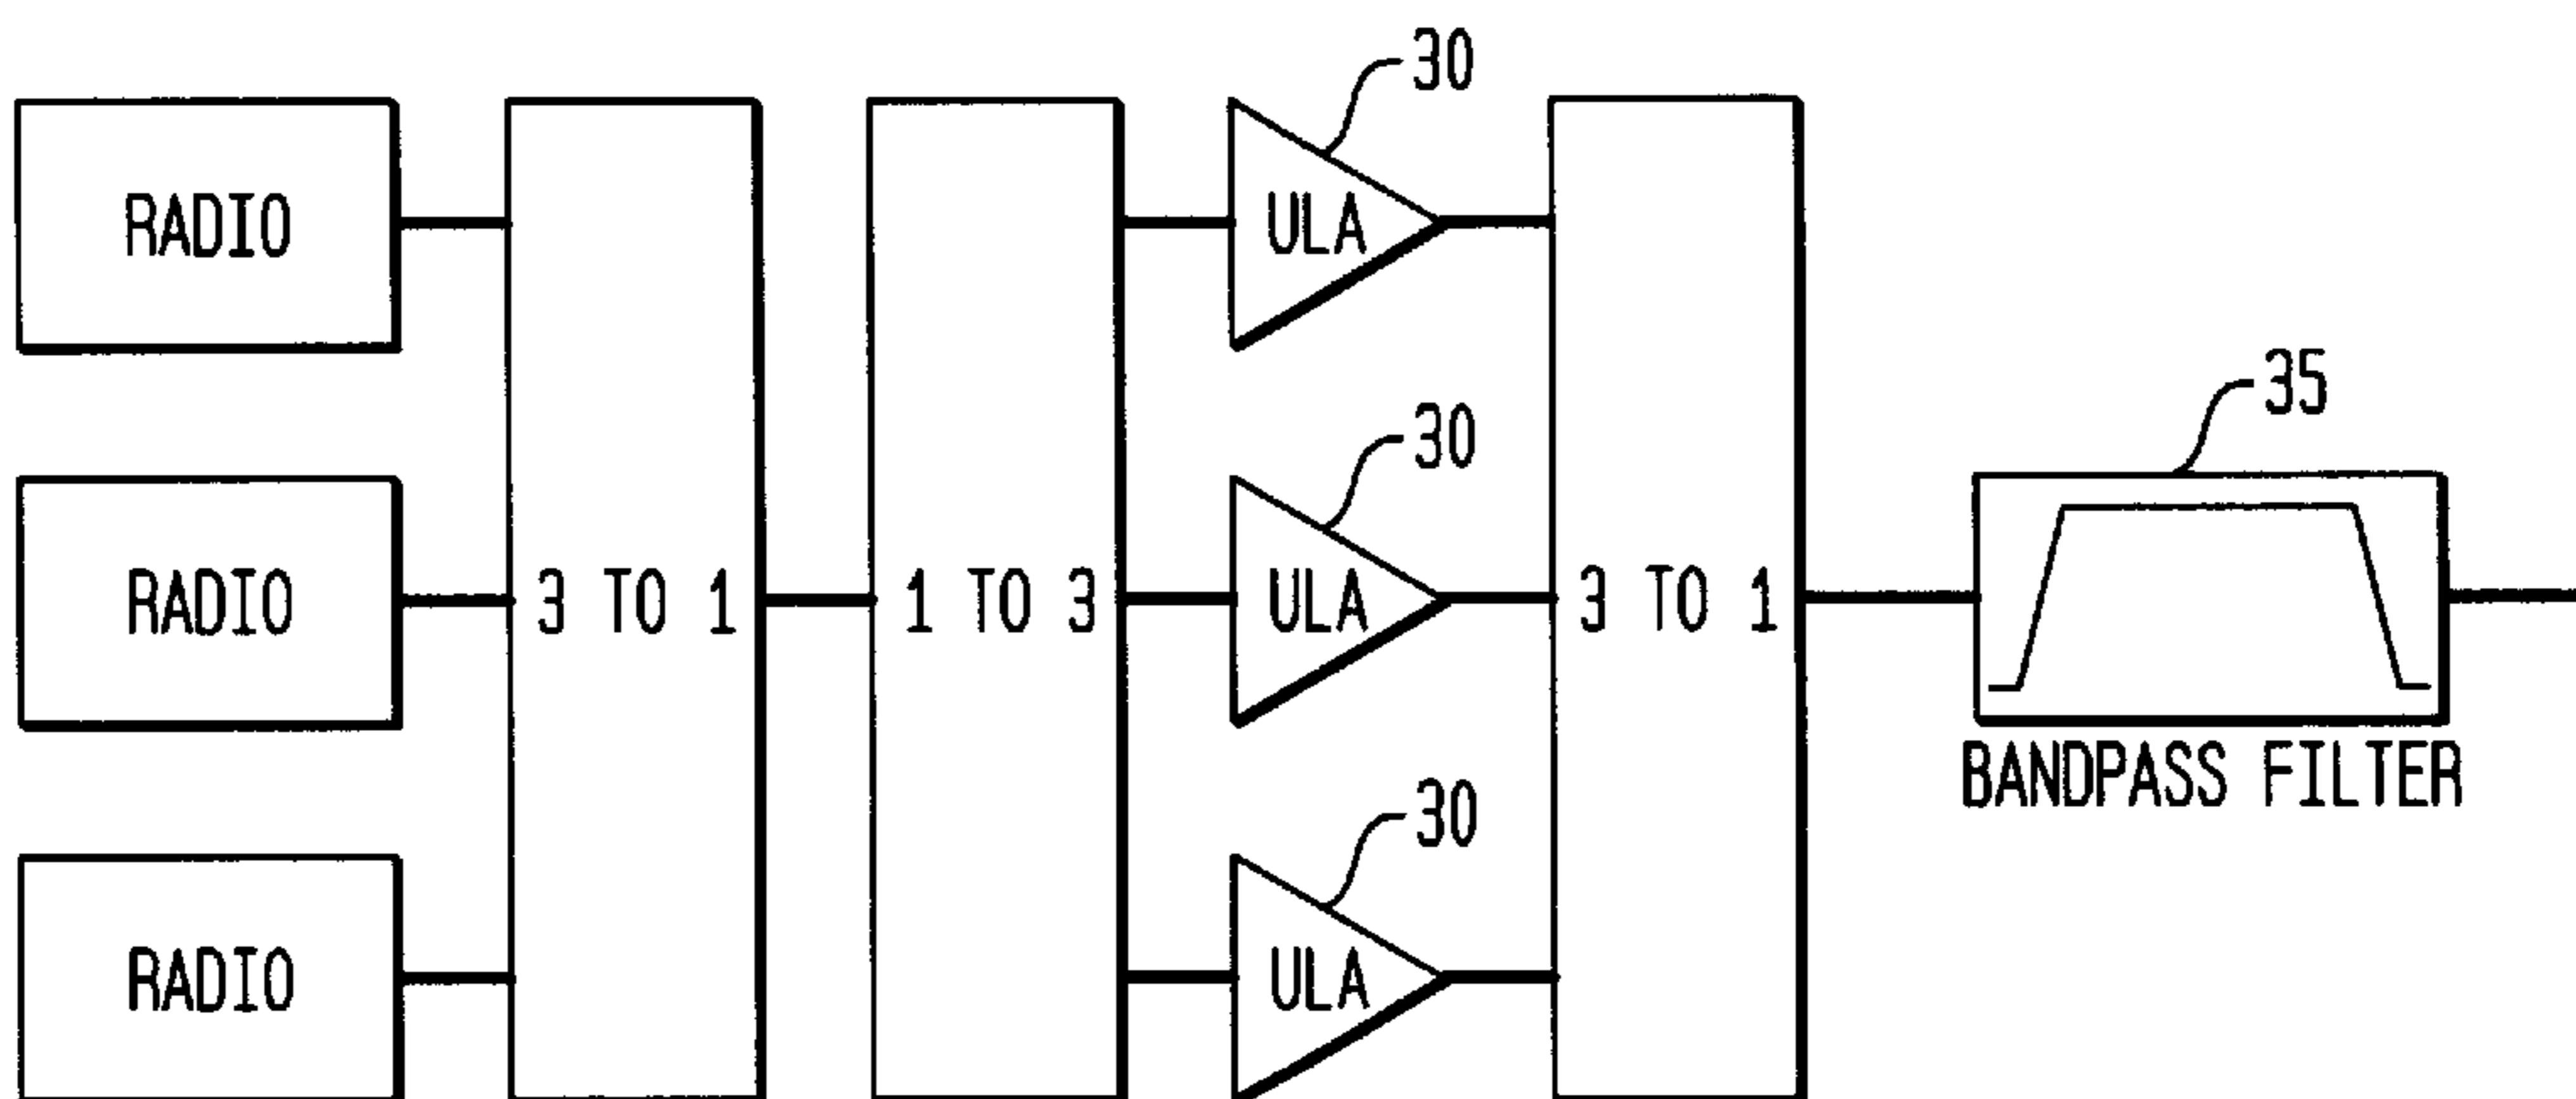 30
RADIO
ULA
35
30
RADIO
3 TO 1
1 TO 3
ULA
3 TO 1
BANDPASS FILTER
30
RADIO
ULA